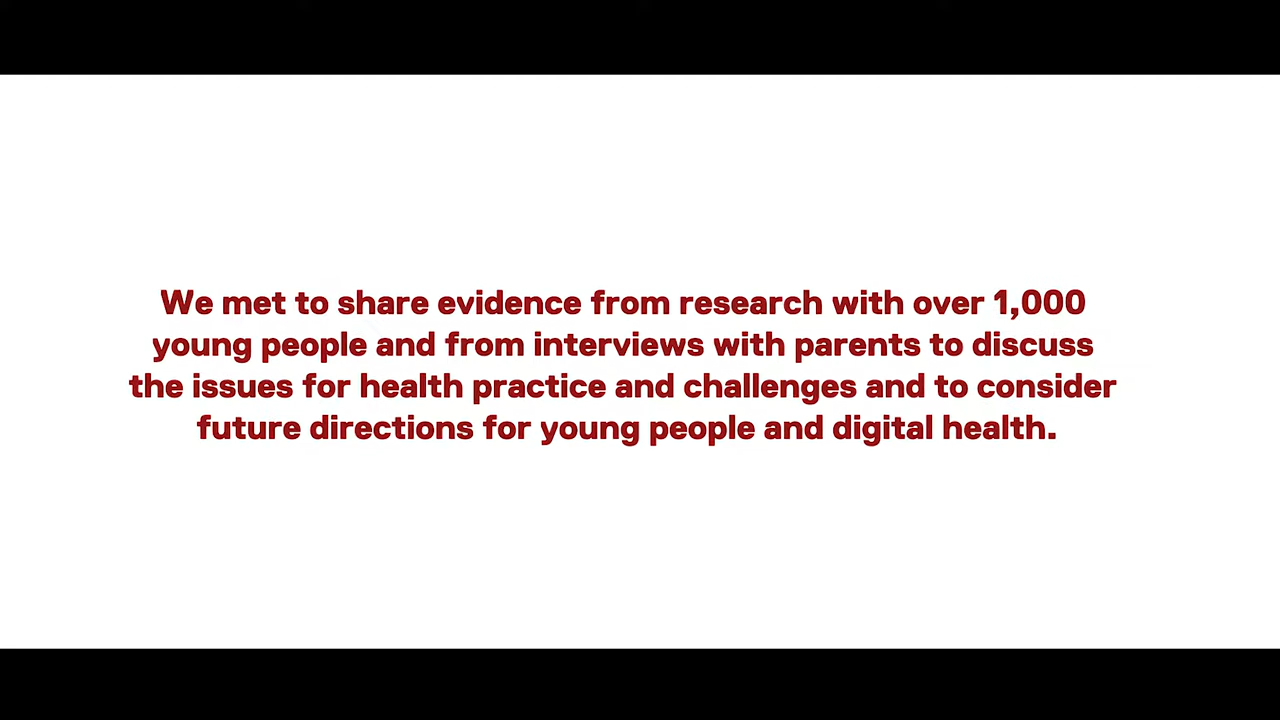 We met to share evidence from research with over 1,000
young people and from interviews with parents to discuss
the issues for health practice and challenges and to consider
future directions for young people and digital health.